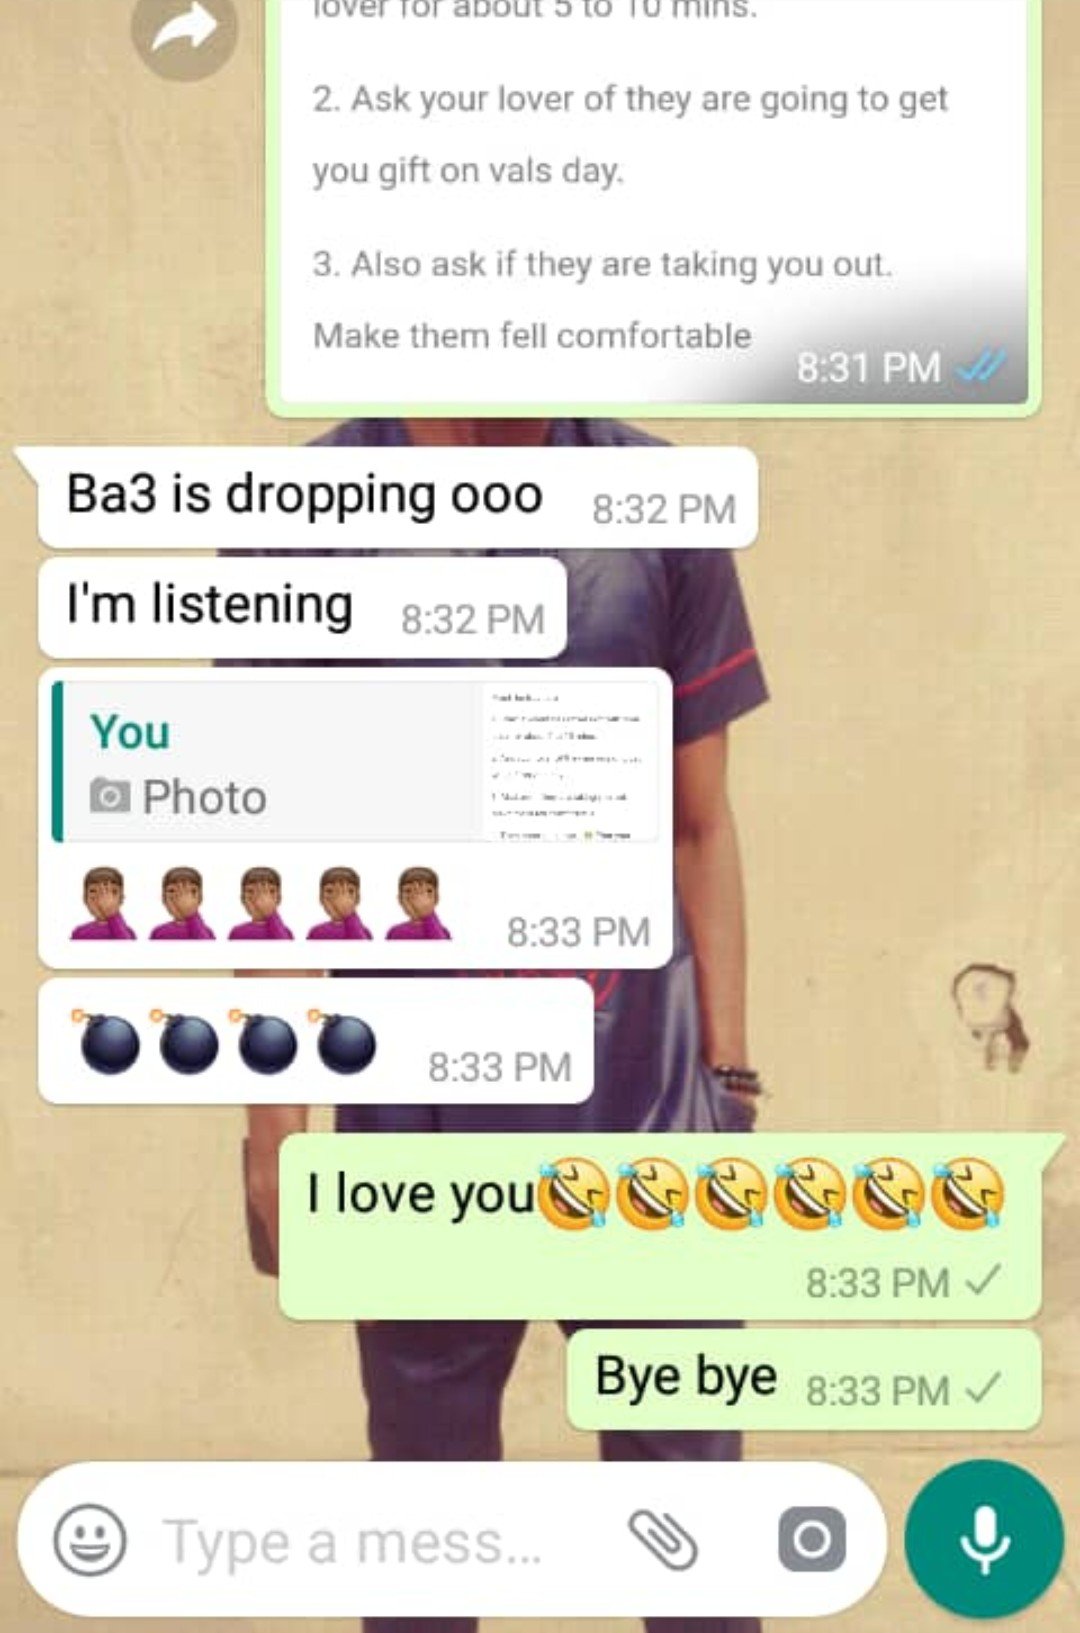 lover for about 5 to 10 mins.
2. Ask your lover of they are going to get
you gift on vals day.
3. Also ask if they are taking you out.
Make them fell comfortable
8:31 PM
Ba3 is dropping ooo 8:32 PM
I'm listening 8:32 PM
You
Photo
8:33 PM
8:33 PM
I love you🤣🤣🤣🤣🤣🤣
8:33 PM
Bye bye 8:33 PM
Type a mess...